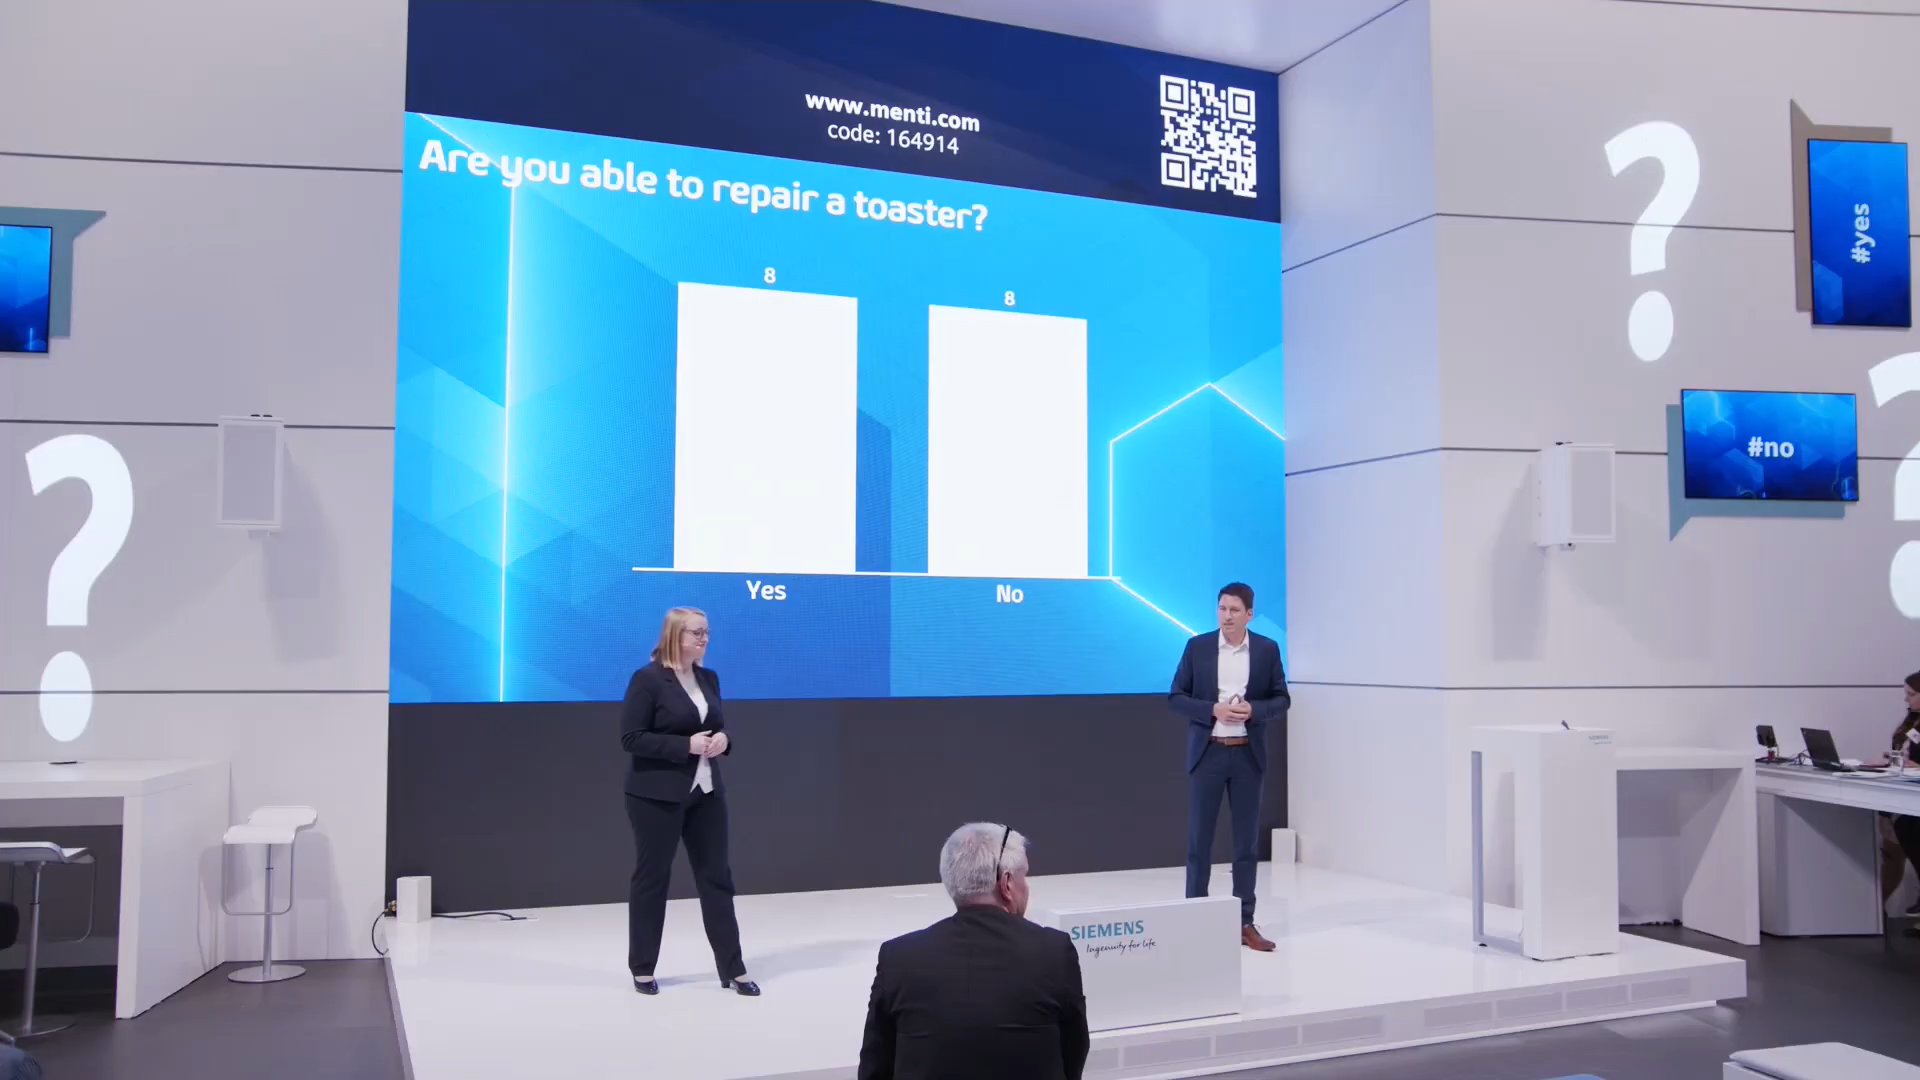 www.menti.com
code: 164914
Are you able to repair a toaster?
8
8
Yes
No
#yes
#no
SIEMENS
Ingenuity for life
SIEMENS